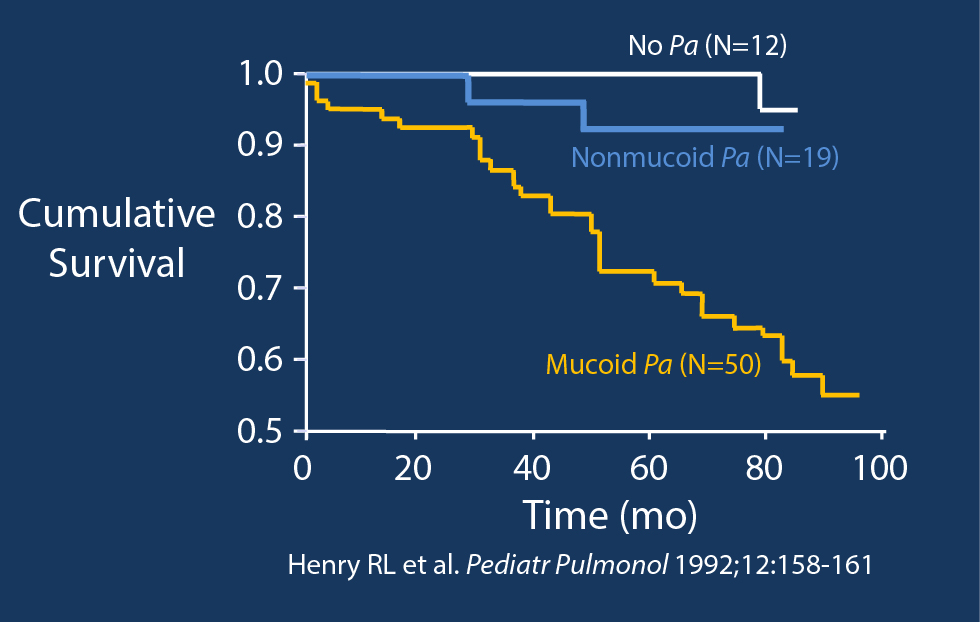 No Pa (N=12)
1.0
0.9
Nonmucoid Pa (N=19)
Cumulative
Survival
0.8
0.7
0.6
Mucoid Pa (N=50)
0.5
0
20
40
60
80
100
Time (mo)
Henry RL et al. Pediatr Pulmonol 1992;12:158-161